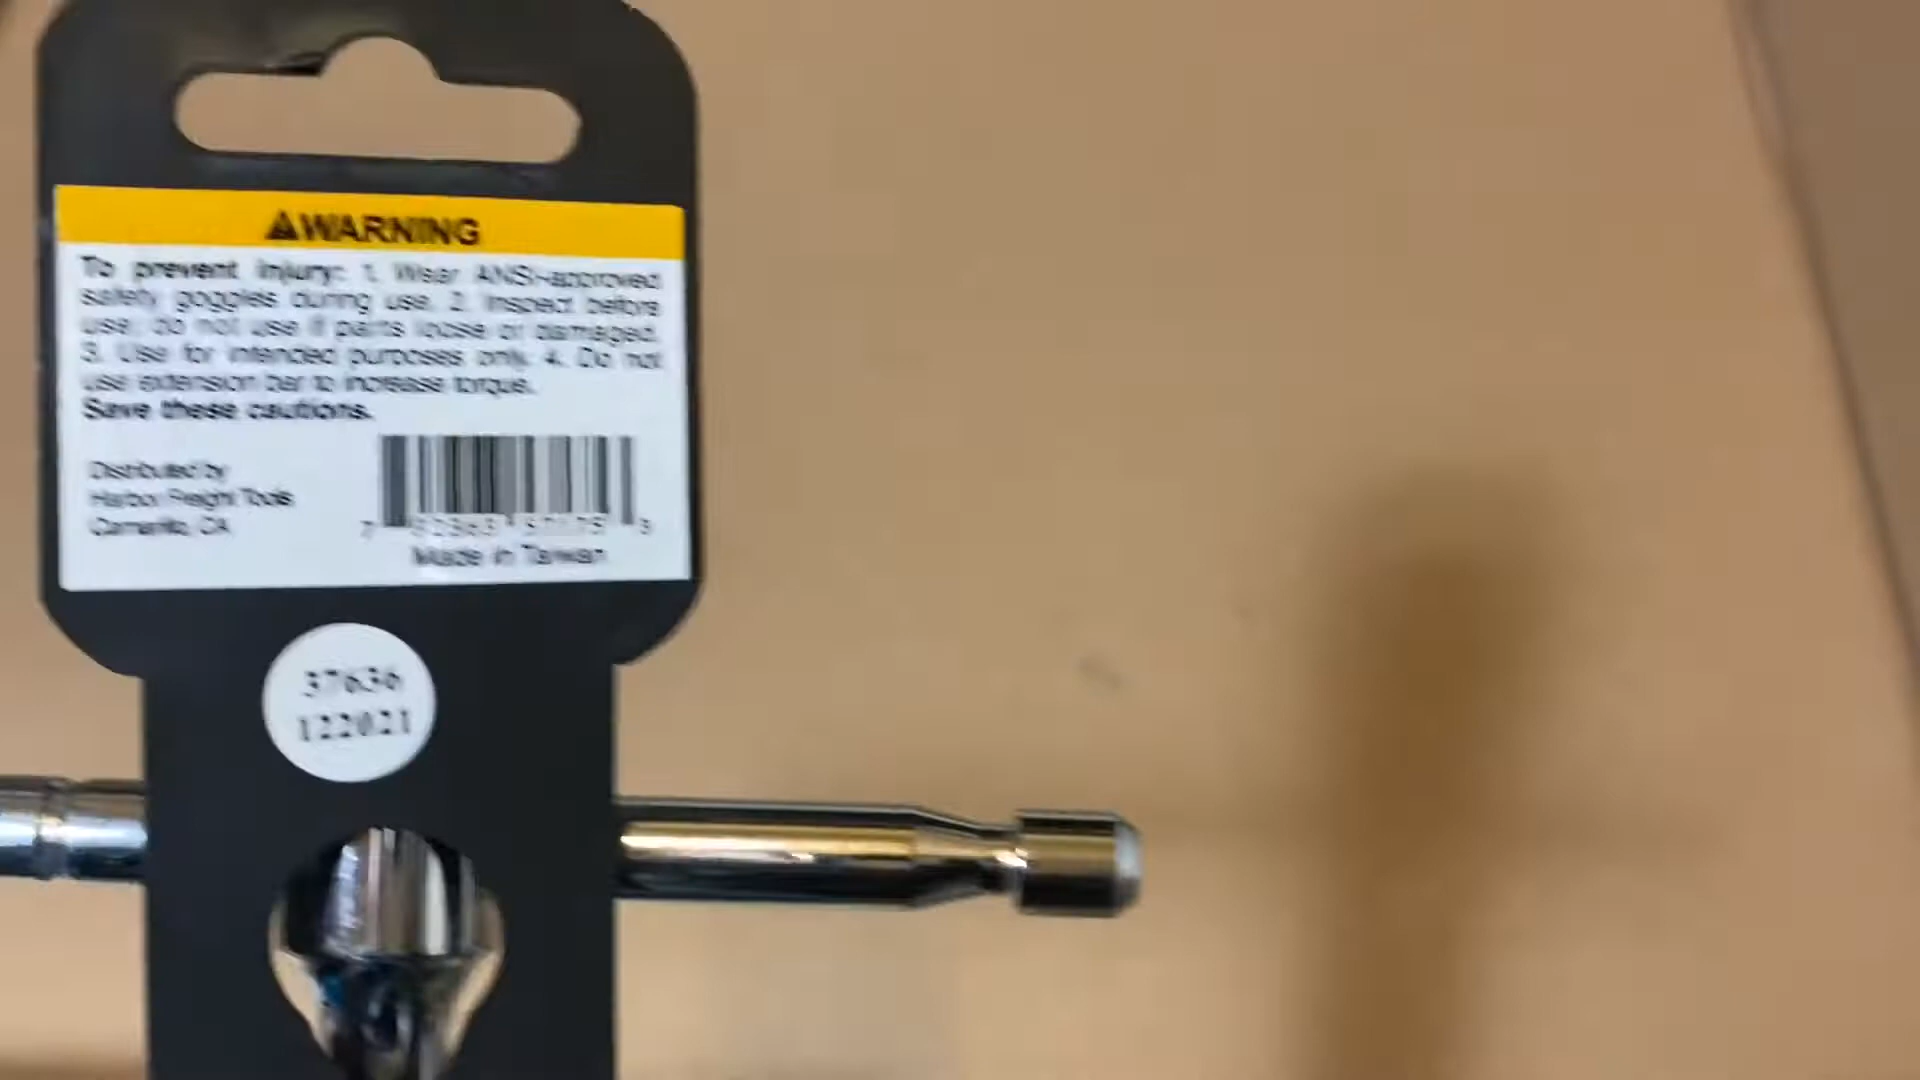 ⚠WARNING
To prevent injury: 1. Wear ANSI-approved
safety goggles during use. 2. Inspect before
use; do not use if parts loose or damaged.
3. Use for intended purposes only. 4. Do not
use extension bar to increase torque.
Save these cautions.
Distributed by
Harbor Freight Tools
Camarillo, CA
Made in Taiwan
37636
122021